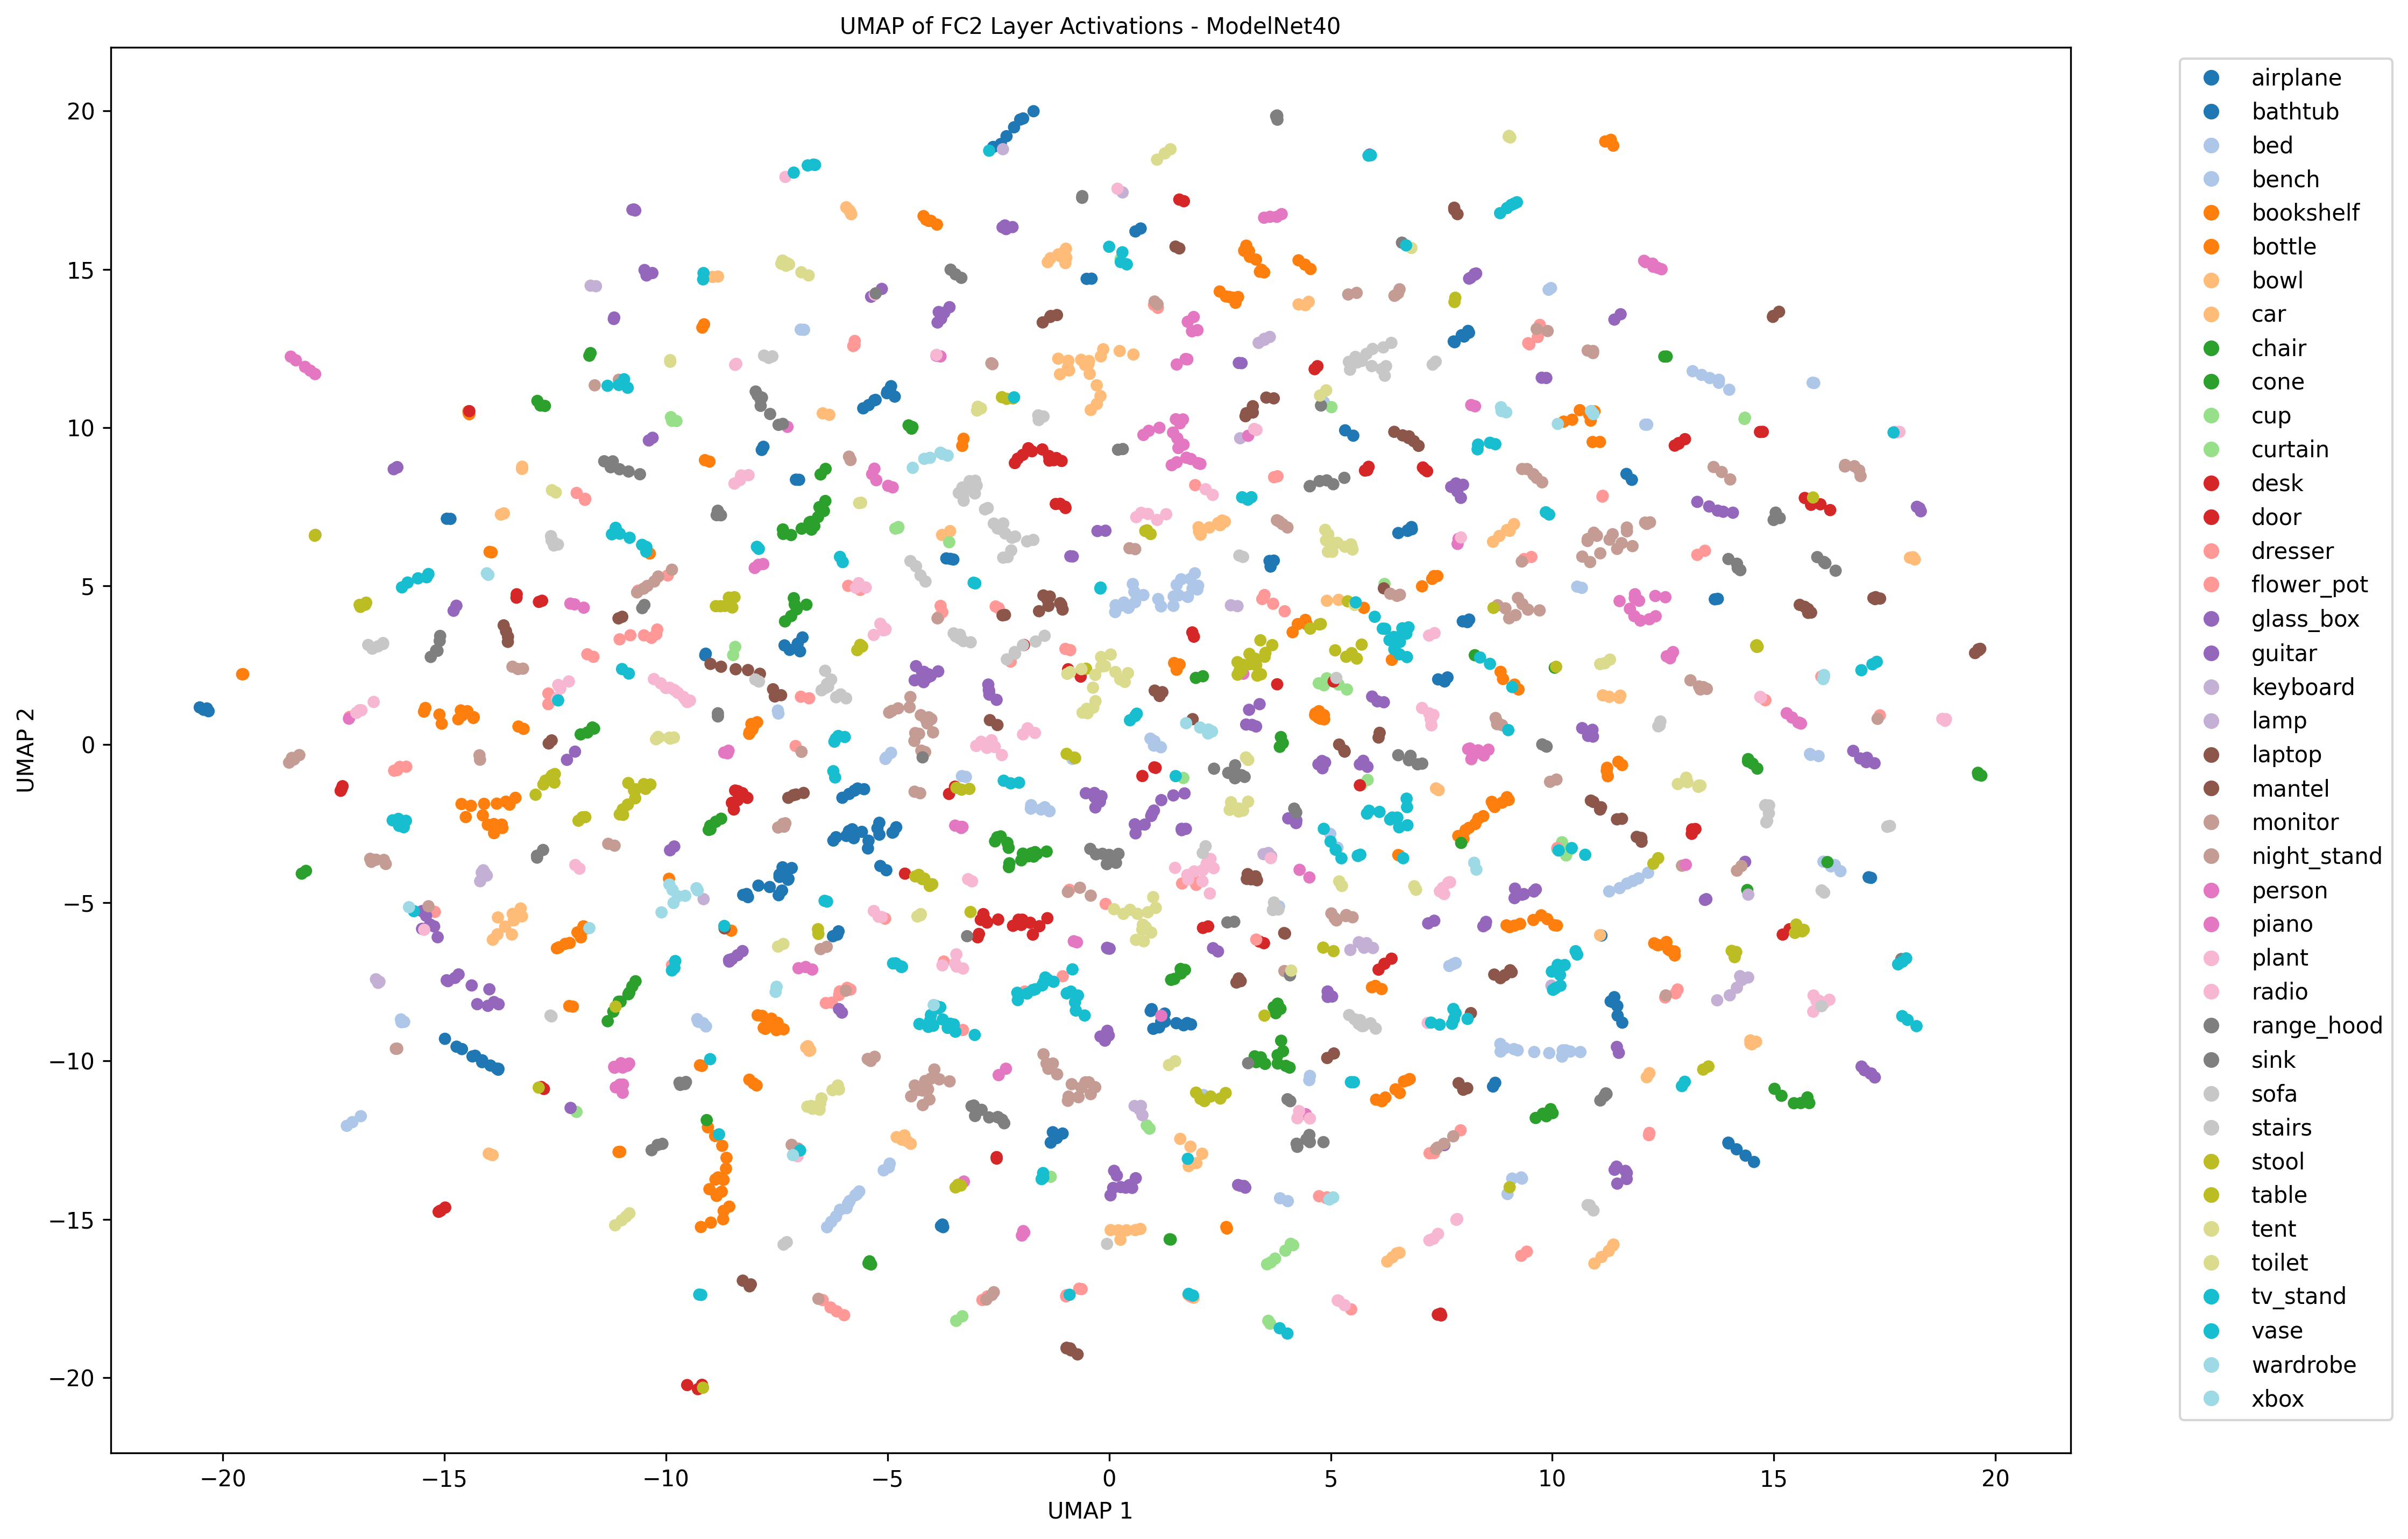 UMAP of FC2 Layer Activations - ModelNet40
20
15
10
5
0
−5
−10
−15
−20
UMAP 2
−20 −15 −10 −5 0 5 10 15 20
UMAP 1
airplane
bathtub
bed
bench
bookshelf
bottle
bowl
car
chair
cone
cup
curtain
desk
door
dresser
flower_pot
glass_box
guitar
keyboard
lamp
laptop
mantel
monitor
night_stand
person
piano
plant
radio
range_hood
sink
sofa
stairs
stool
table
tent
toilet
tv_stand
vase
wardrobe
xbox